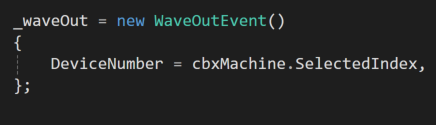 _waveOut = new WaveOutEvent()
{
    DeviceNumber = cbxMachine.SelectedIndex,
};